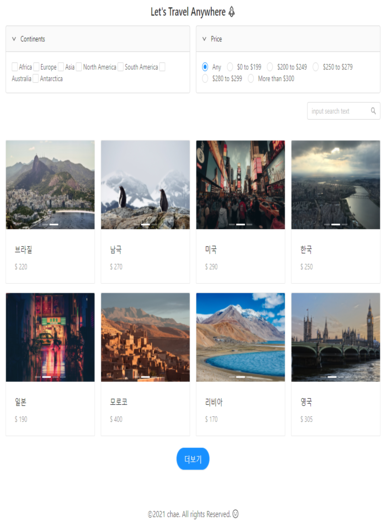 Let's Travel Anywhere
Continents
Price
Africa Europe Asia North America South America
Australia Antarctica
Any $0 to $199 $200 to $249 $250 to $279
$280 to $299 More than $300
input search text
브라질
$ 220
남극
$ 270
미국
$ 290
한국
$ 250
일본
$ 190
모로코
$ 400
리비아
$ 170
영국
$ 305
더보기
©2021 chae. All rights Reserved.